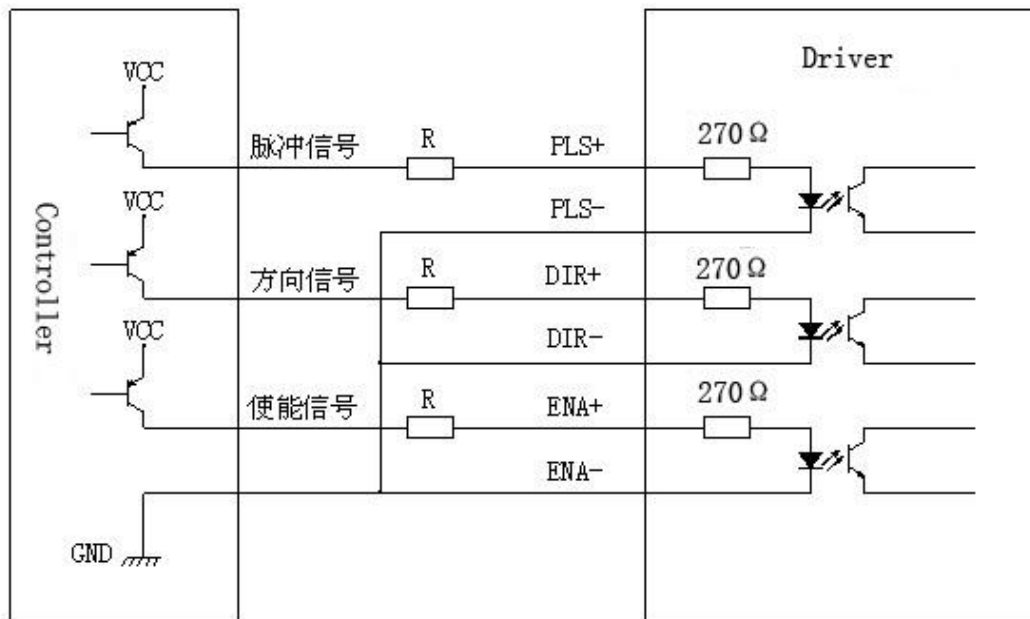 Driver
VCC
脉冲信号
R
PLS+
270Ω
PLS-
VCC
方向信号
R
DIR+
270Ω
DIR-
Controller
VCC
使能信号
R
ENA+
270Ω
ENA-
GND